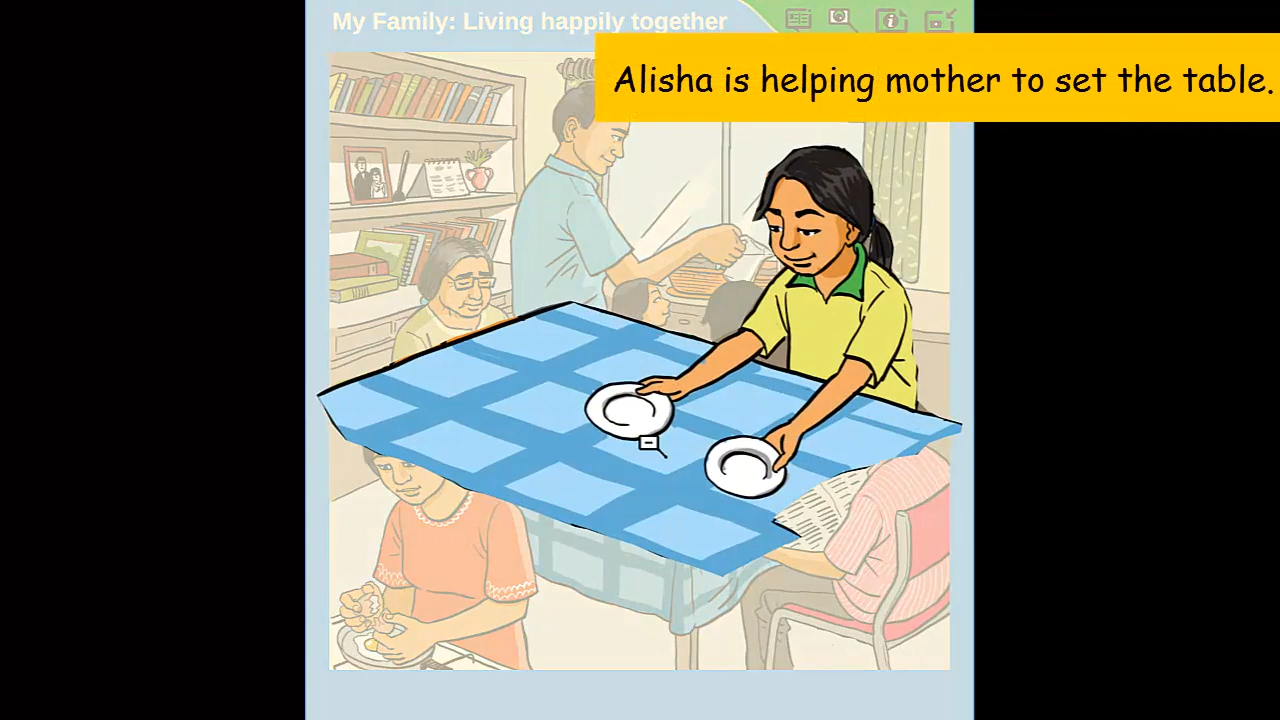 My Family: Living happily together
Alisha is helping mother to set the table.